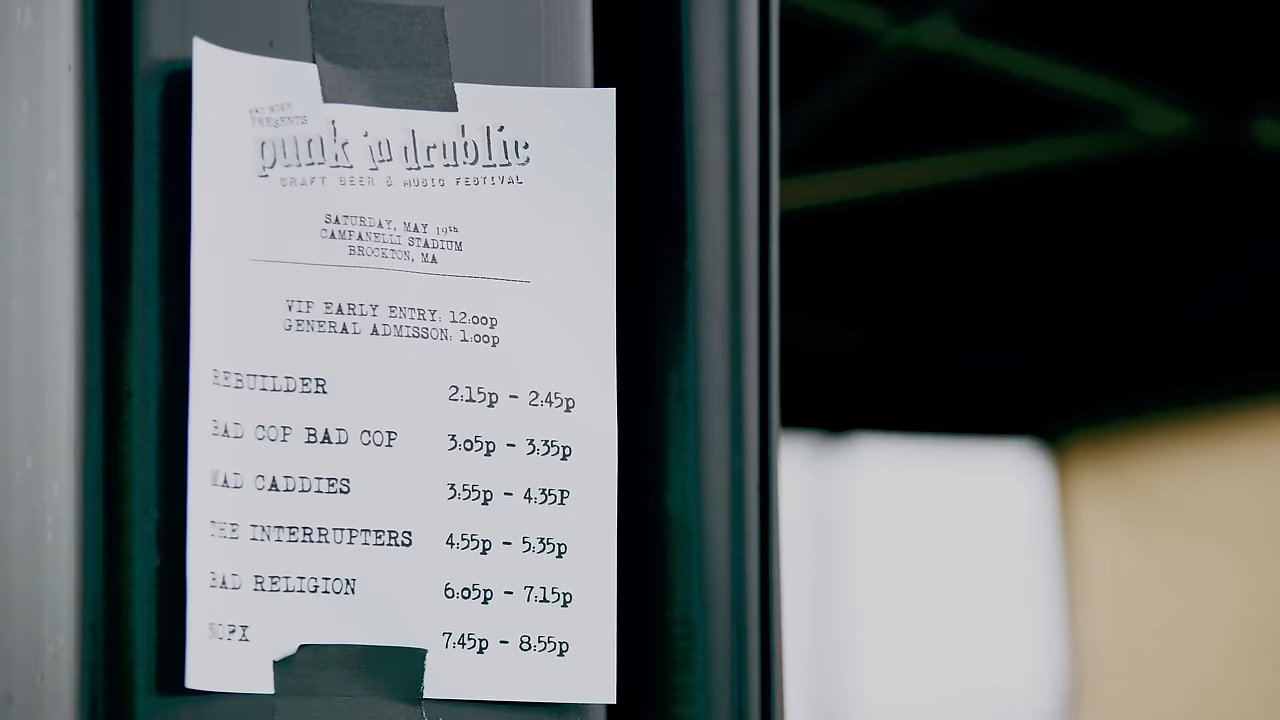 FAT MIKE
PRESENTS
punk in drublic
CRAFT BEER & MUSIC FESTIVAL
SATURDAY, MAY 19th
CAMPANELLI STADIUM
BROCKTON, MA
VIP EARLY ENTRY: 12:00p
GENERAL ADMISSON: 1:00p
REBUILDER 2:15p - 2:45p
BAD COP BAD COP 3:05p - 3:35p
MAD CADDIES 3:55p - 4:35P
THE INTERRUPTERS 4:55p - 5:35p
BAD RELIGION 6:05p - 7:15p
NOFX 7:45p - 8:55p